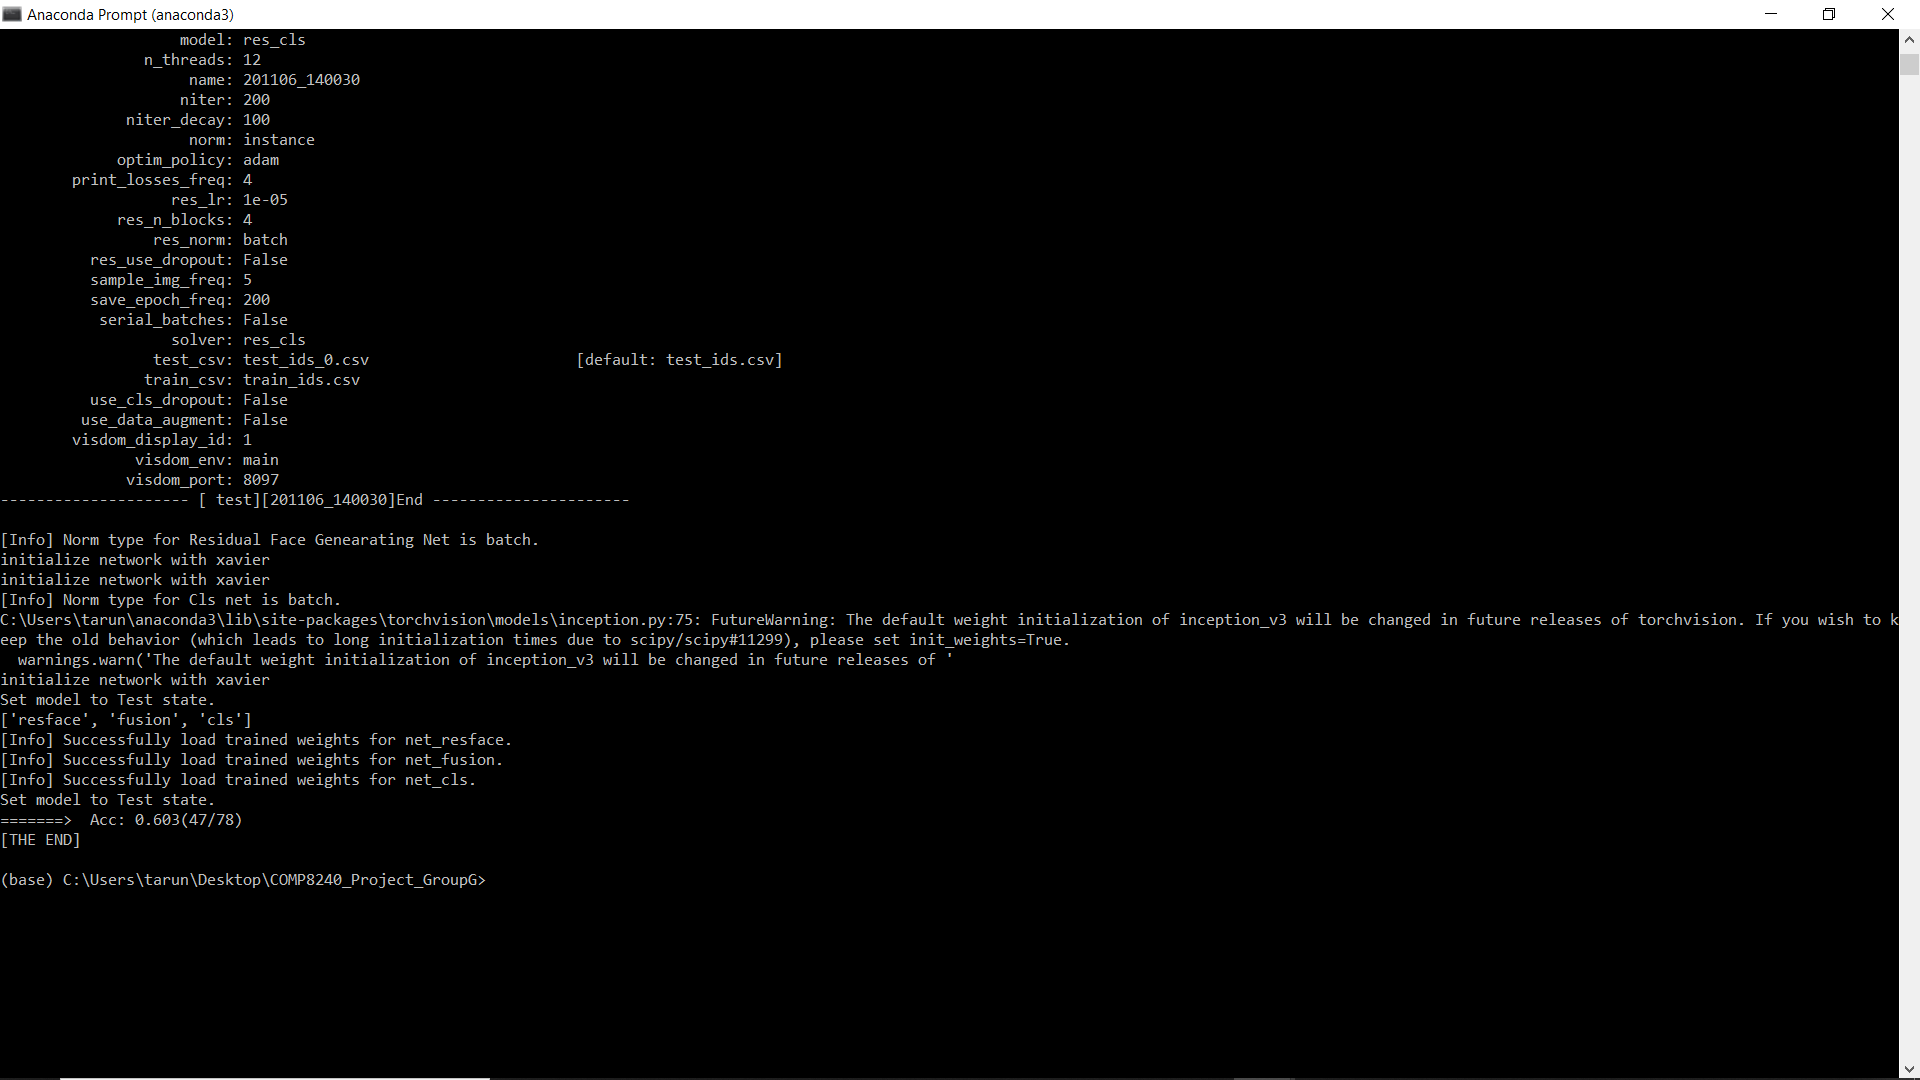 Anaconda Prompt (anaconda3)
model: res_cls
n_threads: 12
name: 201106_140030
niter: 200
niter_decay: 100
norm: instance
optim_policy: adam
print_losses_freq: 4
res_lr: 1e-05
res_n_blocks: 4
res_norm: batch
res_use_dropout: False
sample_img_freq: 5
save_epoch_freq: 200
serial_batches: False
solver: res_cls
test_csv: test_ids_0.csv [default: test_ids.csv]
train_csv: train_ids.csv
use_cls_dropout: False
use_data_augment: False
visdom_display_id: 1
visdom_env: main
visdom_port: 8097
--------------------- [ test][201106_140030]End ----------------------
[Info] Norm type for Residual Face Genearating Net is batch.
initialize network with xavier
initialize network with xavier
[Info] Norm type for Cls net is batch.
C:\Users\tarun\anaconda3\lib\site-packages\torchvision\models\inception.py:75: FutureWarning: The default weight initialization of inception_v3 will be changed in future releases of torchvision. If you wish to k
eep the old behavior (which leads to long initialization times due to scipy/scipy#11299), please set init_weights=True.
warnings.warn('The default weight initialization of inception_v3 will be changed in future releases of '
initialize network with xavier
Set model to Test state.
['resface', 'fusion', 'cls']
[Info] Successfully load trained weights for net_resface.
[Info] Successfully load trained weights for net_fusion.
[Info] Successfully load trained weights for net_cls.
Set model to Test state.
=======> Acc: 0.603(47/78)
[THE END]
(base) C:\Users\tarun\Desktop\COMP8240_Project_GroupG>